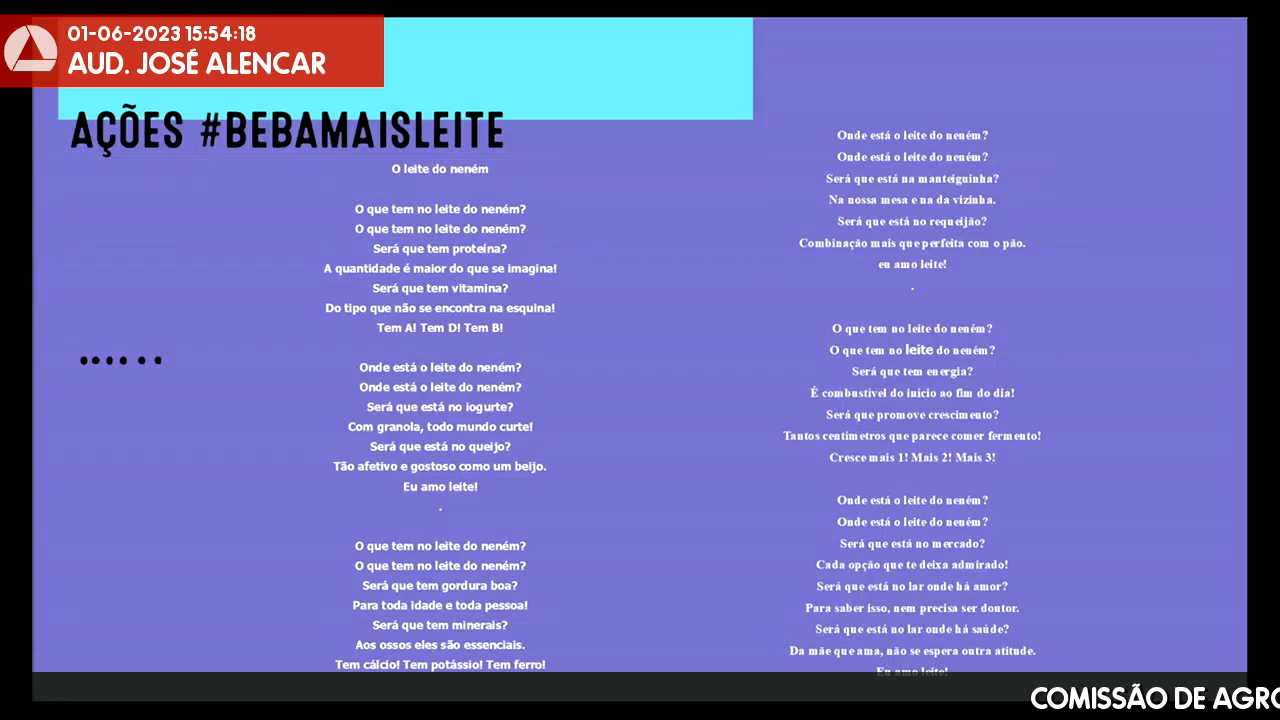 01-06-2023 15:54:18
AUD. JOSÉ ALENCAR
AÇÕES #BEBAMAISLEITE
O leite do neném
O que tem no leite do neném?
O que tem no leite do neném?
Será que tem proteína?
A quantidade é maior do que se imagina!
Será que tem vitamina?
Do tipo que não se encontra na esquina!
Tem A! Tem D! Tem B!
Onde está o leite do neném?
Onde está o leite do neném?
Será que está no iogurte?
Com granola, todo mundo curte!
Será que está no queijo?
Tão afetivo e gostoso como um beijo.
Eu amo leite!
.
O que tem no leite do neném?
O que tem no leite do neném?
Será que tem gordura boa?
Para toda idade e toda pessoa!
Será que tem minerais?
Aos ossos eles são essenciais.
Tem cálcio! Tem potássio! Tem ferro!
Onde está o leite do neném?
Onde está o leite do neném?
Será que está na manteiguinha?
Na nossa mesa e na da vizinha.
Será que está no requeijão?
Combinação mais que perfeita com o pão.
eu amo leite!
.
O que tem no leite do neném?
O que tem no leite do neném?
Será que tem energia?
É combustível do início ao fim do dia!
Será que promove crescimento?
Tantos centímetros que parece comer fermento!
Cresce mais 1! Mais 2! Mais 3!
Onde está o leite do neném?
Onde está o leite do neném?
Será que está no mercado?
Cada opção que te deixa admirado!
Será que está no lar onde há amor?
Para saber isso, nem precisa ser doutor.
Será que está no lar onde há saúde?
Da mãe que ama, não se espera outra atitude.
Eu amo leite!
COMISSÃO DE AGRO